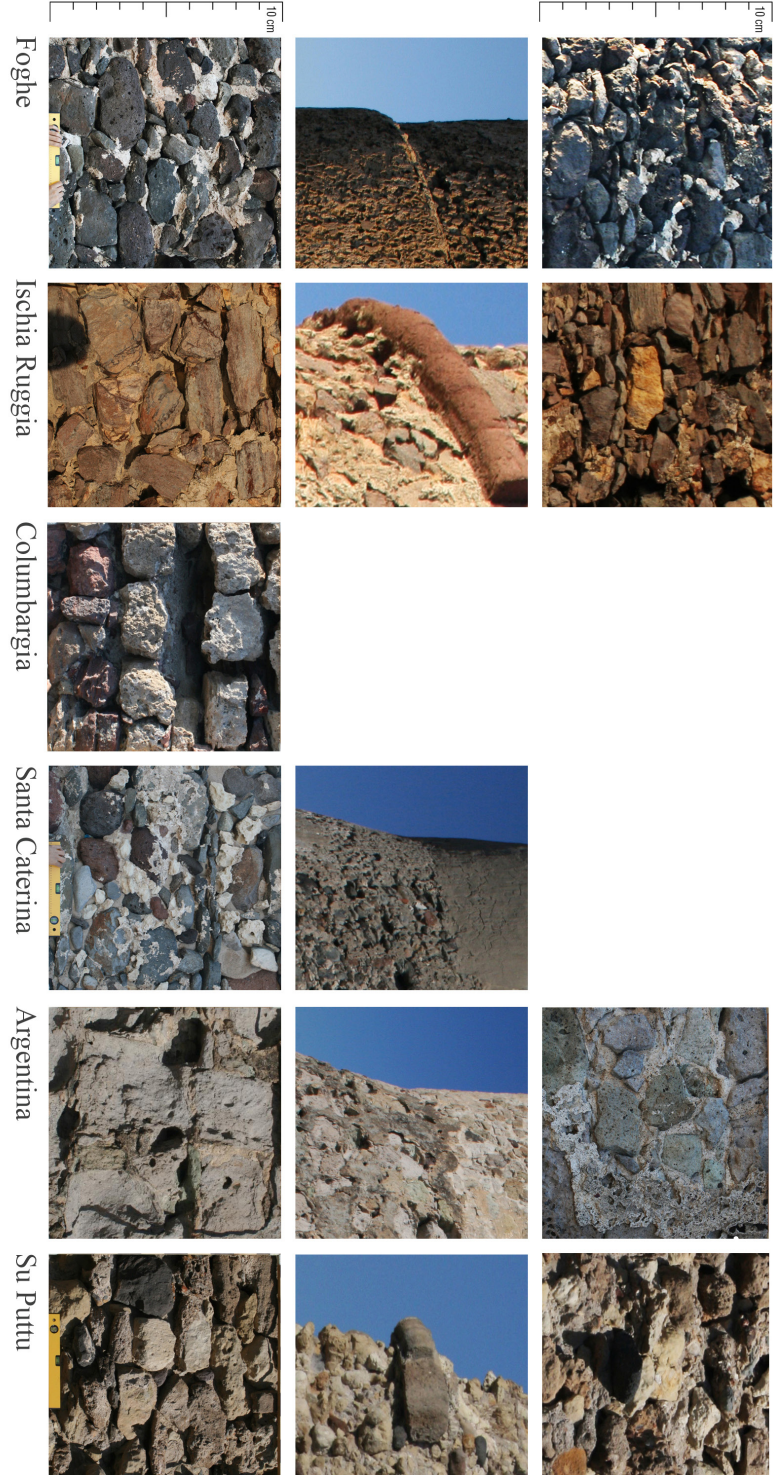 10 cm
10 cm
Foghe
Ischia Ruggia
Columbargia
Santa Caterina
Argentina
Su Puttu